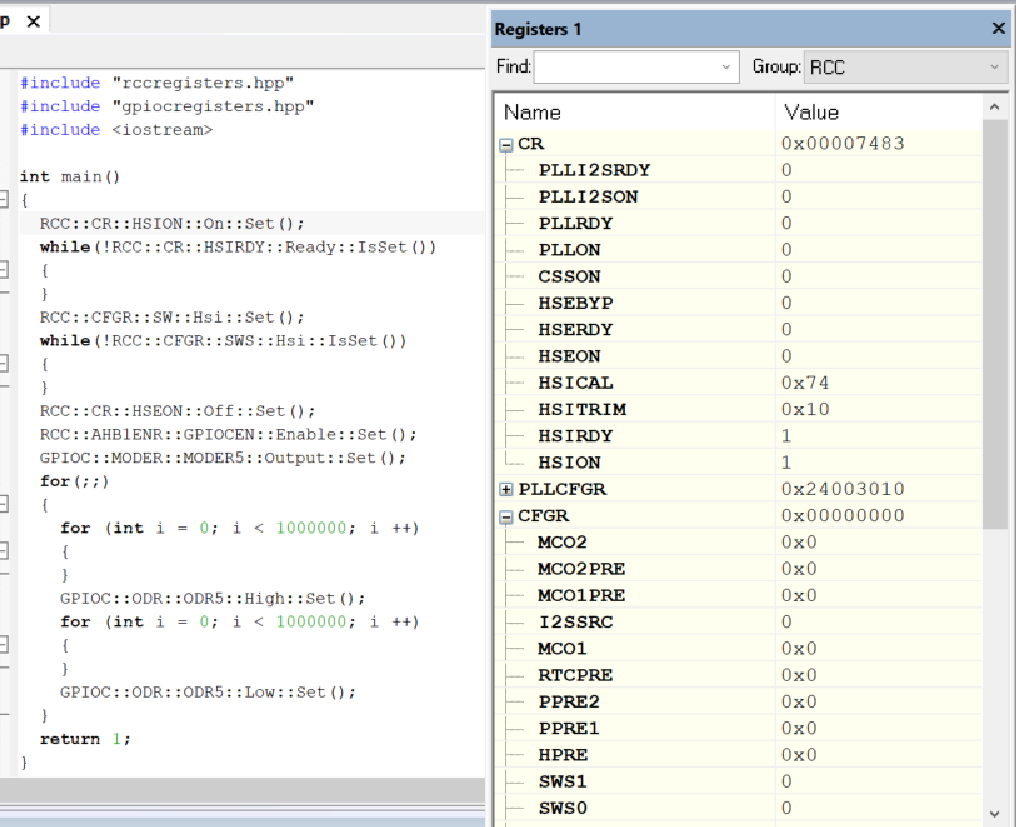 p ×
#include "rccregisters.hpp"
#include "gpiocregisters.hpp"
#include <iostream>
int main()
{
RCC::CR::HSION::On::Set();
while(!RCC::CR::HSIRDY::Ready::IsSet())
{
}
RCC::CFGR::SW::Hsi::Set();
while(!RCC::CFGR::SWS::Hsi::IsSet())
{
}
RCC::CR::HSEON::Off::Set();
RCC::AHB1ENR::GPIOCEN::Enable::Set();
GPIOC::MODER::MODER5::Output::Set();
for(;;)
{
for (int i = 0; i < 1000000; i ++)
{
}
GPIOC::ODR::ODR5::High::Set();
for (int i = 0; i < 1000000; i ++)
{
}
GPIOC::ODR::ODR5::Low::Set();
}
return 1;
}
Registers 1 ×
Find: Group: RCC
Name Value
CR 0x00007483
PLLI2SRDY 0
PLLI2SON 0
PLLRDY 0
PLLON 0
CSSON 0
HSEBYP 0
HSERDY 0
HSEON 0
HSICAL 0x74
HSITRIM 0x10
HSIRDY 1
HSION 1
PLLCFGR 0x24003010
CFGR 0x00000000
MCO2 0x0
MCO2PRE 0x0
MCO1PRE 0x0
I2SSRC 0
MCO1 0x0
RTCPRE 0x0
PPRE2 0x0
PPRE1 0x0
HPRE 0x0
SWS1 0
SWS0 0